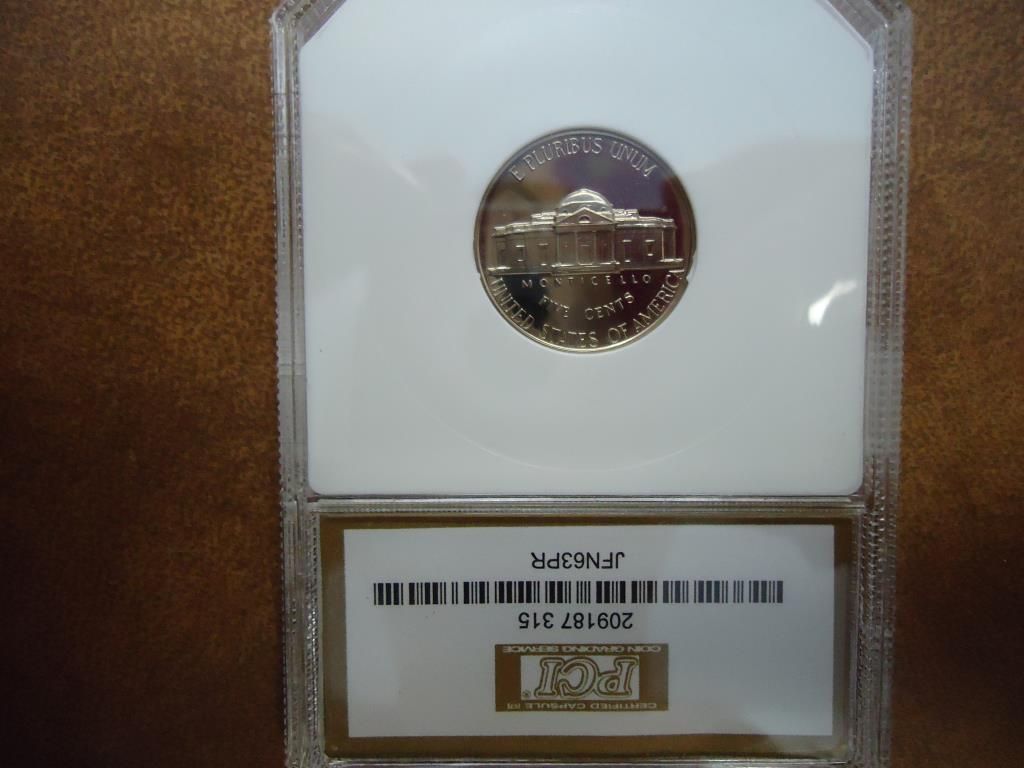 E PLURIBUS UNUM
MONTICELLO
FIVE CENTS
UNITED STATES OF AMERICA
CERTIFIED CAPSULE
PCI®
COIN GRADING SERVICE
209187 315
JFN63PR